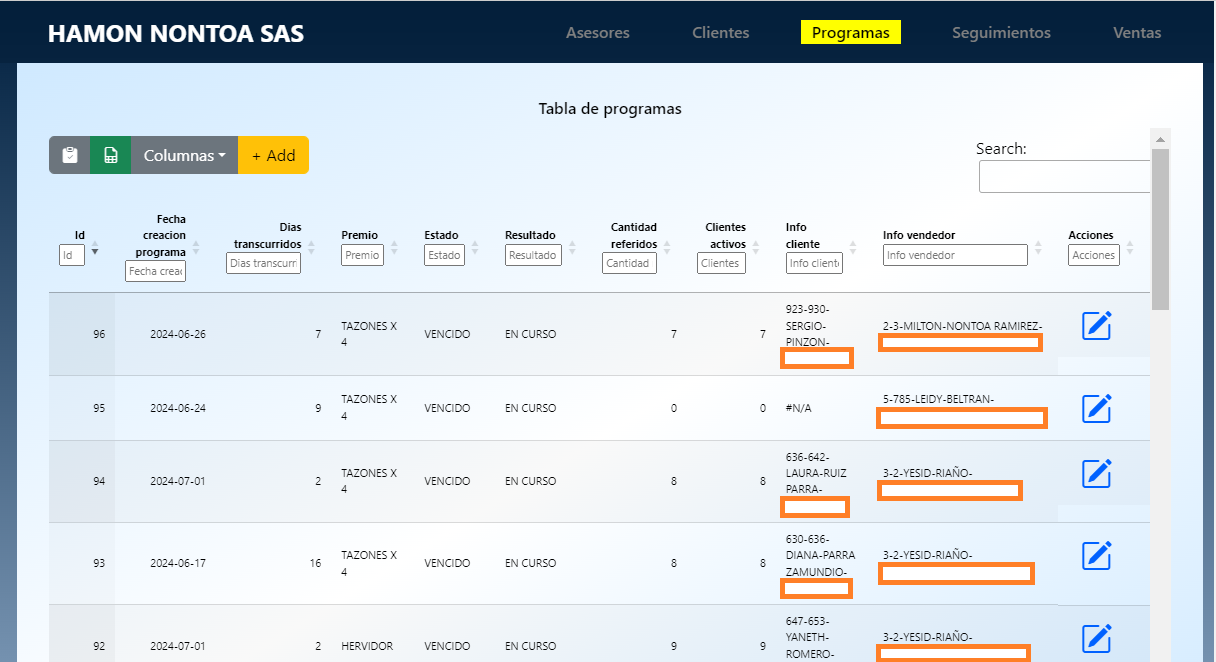 HAMON NONTOA SAS
Asesores Clientes Programas Seguimientos Ventas
Tabla de programas
Columnas + Add
Search:
Id Fecha creacion programa Dias transcurridos Premio Estado Resultado Cantidad referidos Clientes activos Info cliente Info vendedor Acciones
Id Fecha creac Dias transcurr Premio Estado Resultado Cantidad Clientes Info client Info vendedor Acciones
96 2024-06-26 7 TAZONES X 4 VENCIDO EN CURSO 7 7 923-930-SERGIO-PINZON- 2-3-MILTON-NONTOA RAMIREZ-
95 2024-06-24 9 TAZONES X 4 VENCIDO EN CURSO 0 0 #N/A 5-785-LEIDY-BELTRAN-
94 2024-07-01 2 TAZONES X 4 VENCIDO EN CURSO 8 8 636-642-LAURA-RUIZ PARRA- 3-2-YESID-RIAÑO-
93 2024-06-17 16 TAZONES X 4 VENCIDO EN CURSO 8 8 630-636-DIANA-PARRA ZAMUNDIO- 3-2-YESID-RIAÑO-
92 2024-07-01 2 HERVIDOR VENCIDO EN CURSO 9 9 647-653-YANETH-ROMERO- 3-2-YESID-RIAÑO-